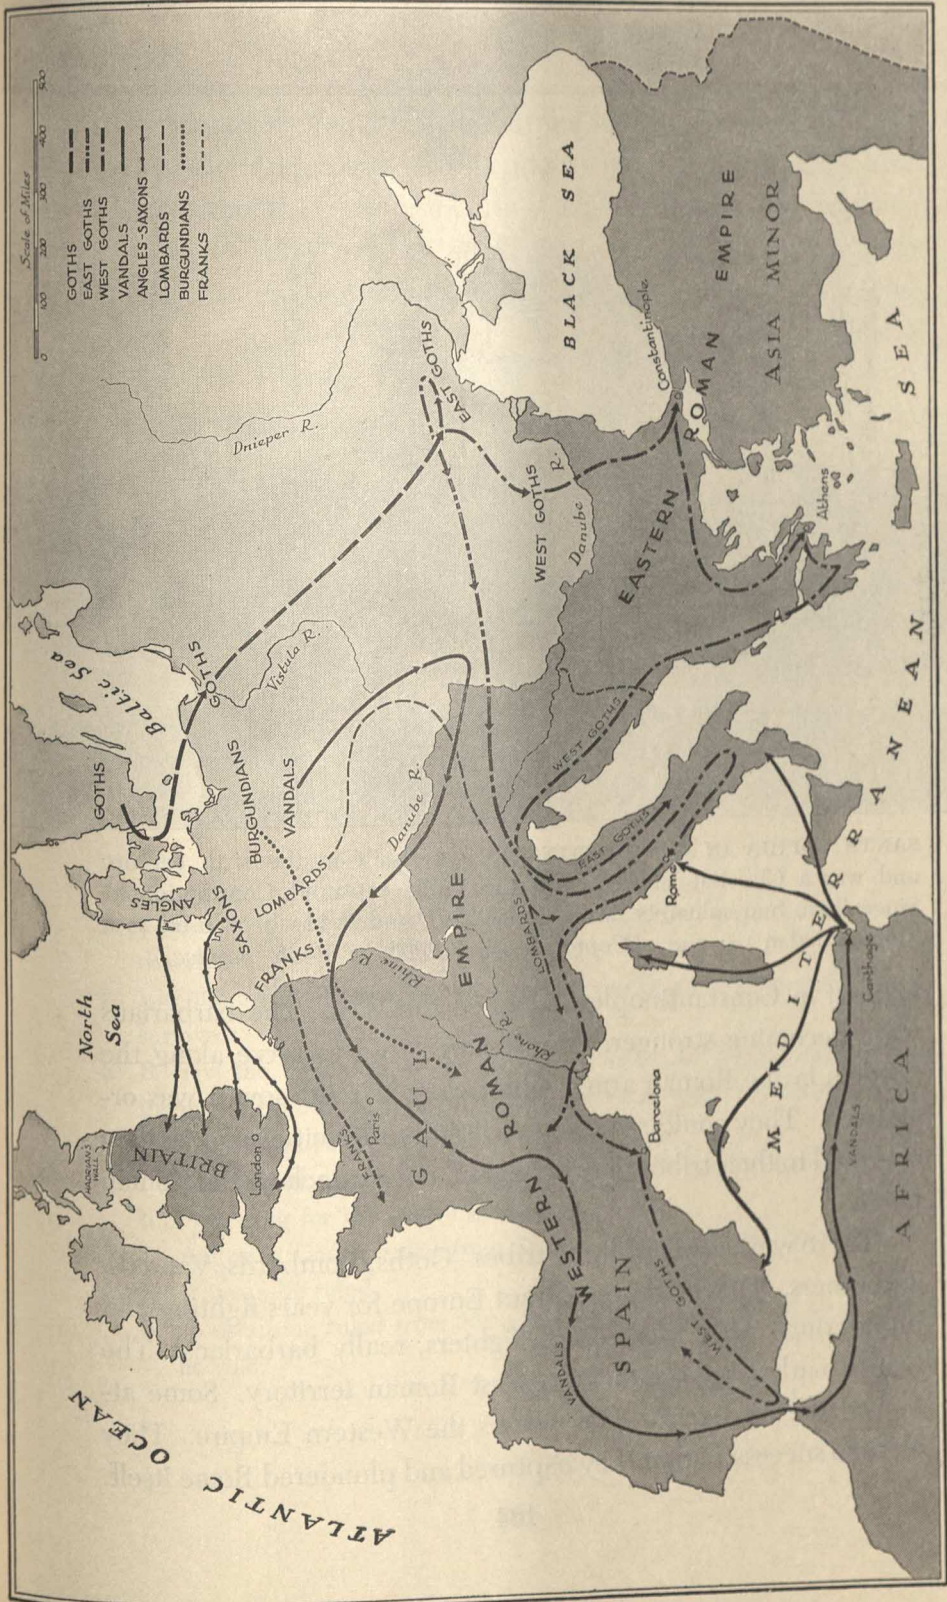 Scale of Miles
0 100 200 300 400 500
GOTHS
EAST GOTHS
WEST GOTHS
VANDALS
ANGLES-SAXONS
LOMBARDS
BURGUNDIANS
FRANKS
ATLANTIC OCEAN
North
Sea
Baltic Sea
GOTHS
GOTHS
ANGLES
SAXONS
HADRIAN'S
WALL
BRITAIN
London
BURGUNDIANS
VANDALS
LOMBARDS
FRANKS
Vistula R.
Dnieper R.
EAST GOTHS
EAST GOTHS
WEST GOTHS
Danube R.
Danube R.
Rhine R.
Rhone R.
FRANKS
Paris
GAUL
WESTERN ROMAN EMPIRE
LOMBARDS
WEST GOTHS
EAST GOTHS
Rome
BLACK SEA
Constantinople
EASTERN ROMAN EMPIRE
ASIA MINOR
Athens
Barcelona
SPAIN
VANDALS
WEST GOTHS
MEDITERRANEAN SEA
Carthage
VANDALS
AFRICA